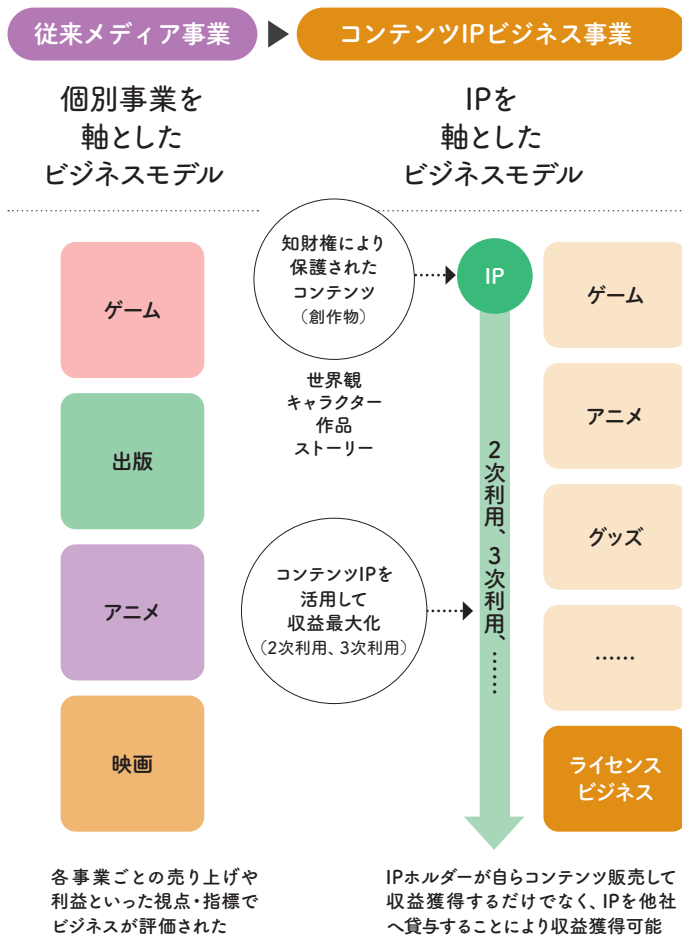 従来メディア事業
コンテンツIPビジネス事業
個別事業を
軸とした
ビジネスモデル
IPを
軸とした
ビジネスモデル
ゲーム
出版
アニメ
映画
知財権により
保護された
コンテンツ
（創作物）
世界観
キャラクター
作品
ストーリー
コンテンツIPを
活用して
収益最大化
（2次利用、3次利用）
IP
2次利用、3次利用、……
ゲーム
アニメ
グッズ
……
ライセンス
ビジネス
各事業ごとの売り上げや
利益といった視点・指標で
ビジネスが評価された
IPホルダーが自らコンテンツ販売して
収益獲得するだけでなく、IPを他社
へ貸与することにより収益獲得可能